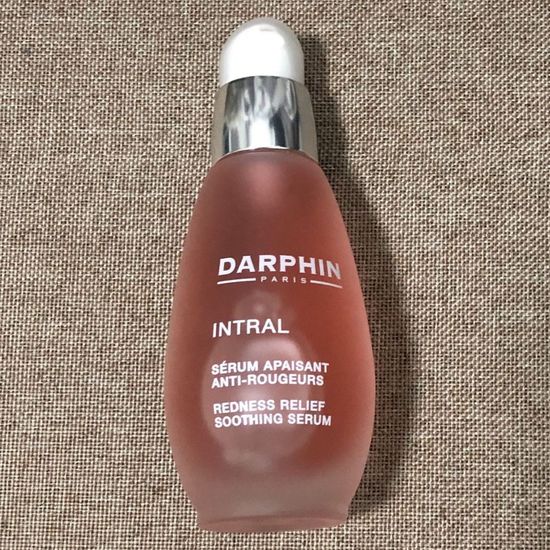 DARPHIN
PARIS
INTRAL
SÉRUM APAISANT
ANTI-ROUGEURS
REDNESS RELIEF
SOOTHING SERUM